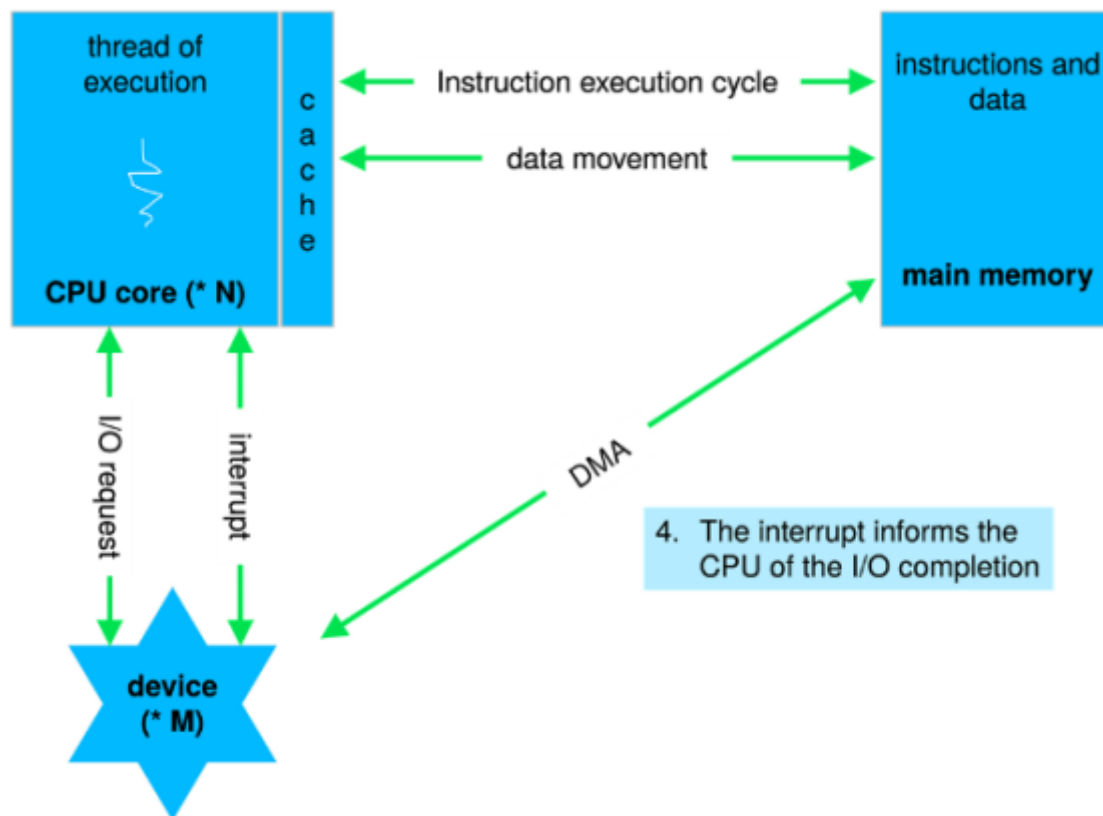 thread of
execution
cache
CPU core (* N)
Instruction execution cycle
data movement
instructions and
data
main memory
I/O request
interrupt
DMA
4. The interrupt informs the
CPU of the I/O completion
device
(* M)